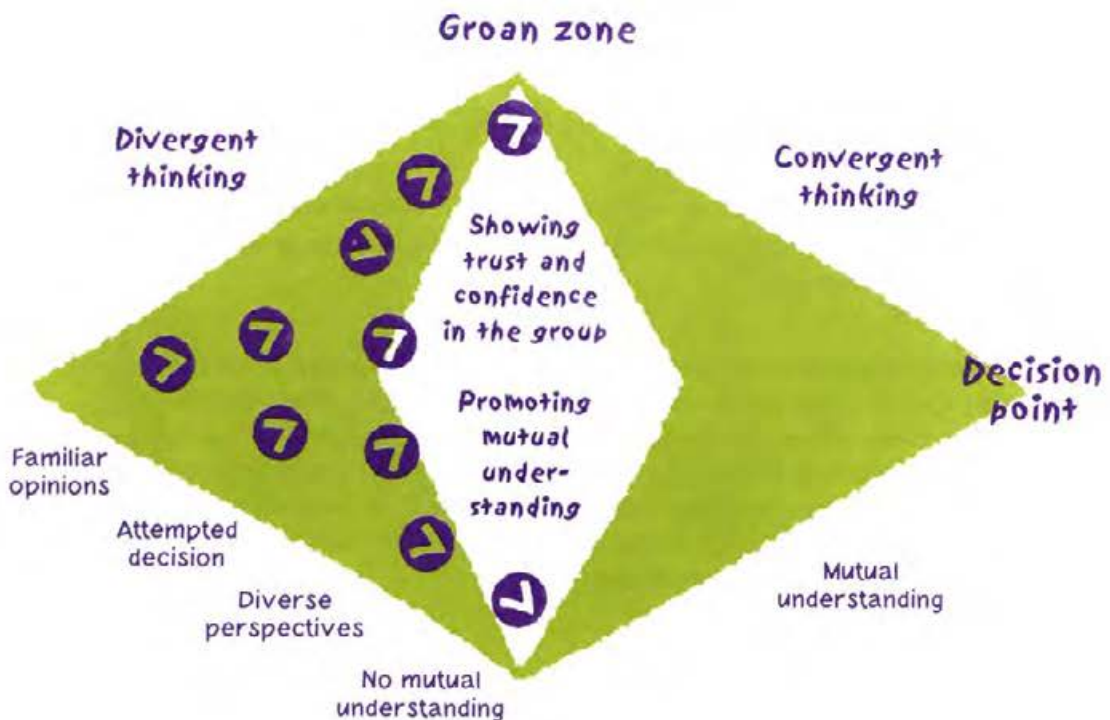 Groan zone
Divergent
thinking
Convergent
thinking
Showing
trust and
confidence
in the group
Promoting
mutual
under-
standing
Decision
point
Familiar
opinions
Attempted
decision
Diverse
perspectives
No mutual
understanding
Mutual
understanding